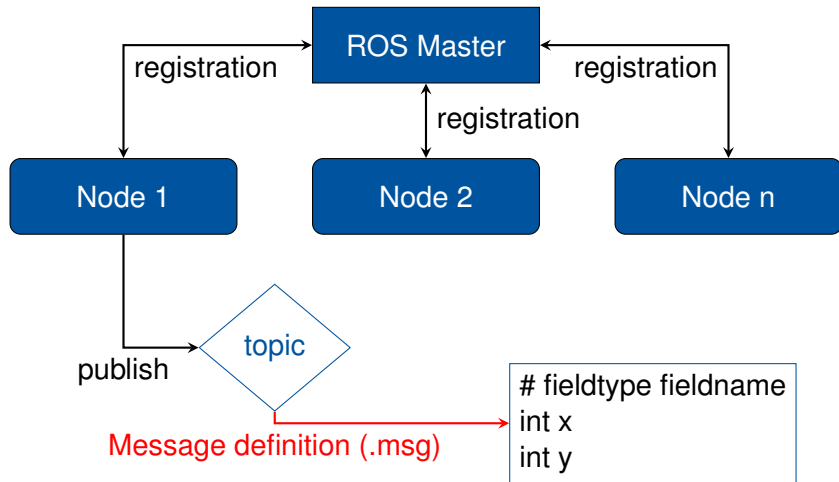 ROS Master
registration
registration
registration
Node 1
Node 2
Node n
topic
publish
# fieldtype fieldname
int x
int y
Message definition (.msg)